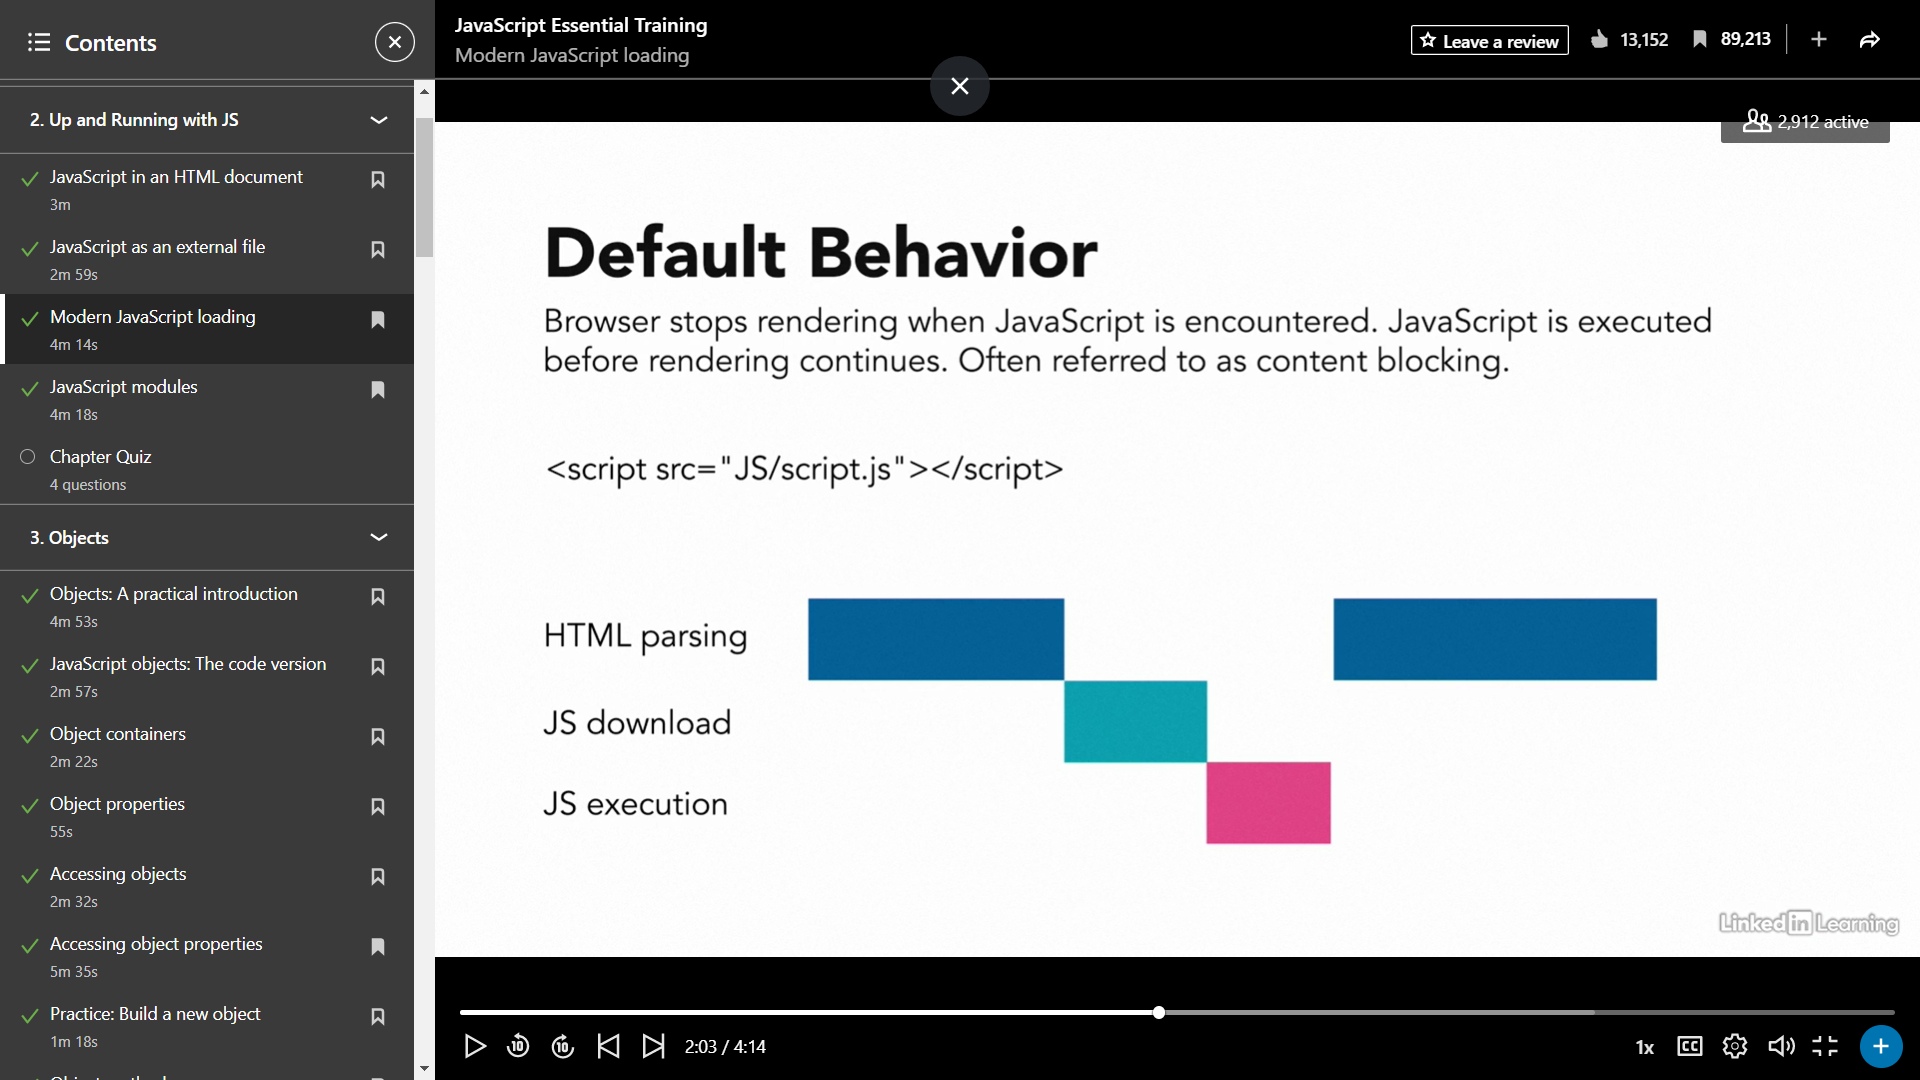 Contents
2. Up and Running with JS
JavaScript in an HTML document
3m
JavaScript as an external file
2m 59s
Modern JavaScript loading
4m 14s
JavaScript modules
4m 18s
Chapter Quiz
4 questions
3. Objects
Objects: A practical introduction
4m 53s
JavaScript objects: The code version
2m 57s
Object containers
2m 22s
Object properties
55s
Accessing objects
2m 32s
Accessing object properties
5m 35s
Practice: Build a new object
1m 18s
JavaScript Essential Training
Modern JavaScript loading
Leave a review
13,152
89,213
2,912 active
Default Behavior
Browser stops rendering when JavaScript is encountered. JavaScript is executed
before rendering continues. Often referred to as content blocking.
<script src="JS/script.js"></script>
HTML parsing
JS download
JS execution
Linked in Learning
10
10
2:03 / 4:14
1x
CC